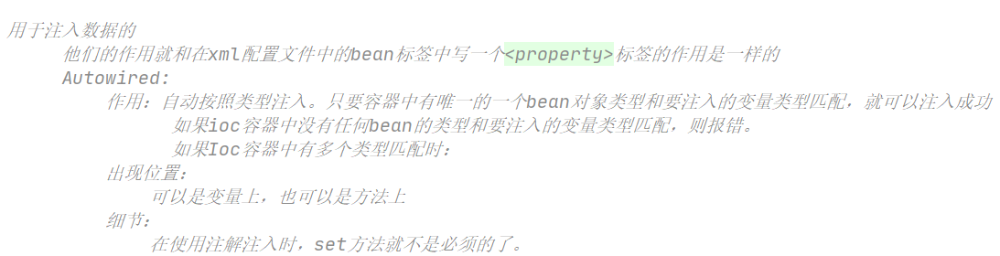 用于注入数据的
他们的作用就和在xml配置文件中的bean标签中写一个<property>标签的作用是一样的
Autowired:
作用：自动按照类型注入。只要容器中有唯一的一个bean对象类型和要注入的变量类型匹配，就可以注入成功
如果ioc容器中没有任何bean的类型和要注入的变量类型匹配，则报错。
如果Ioc容器中有多个类型匹配时：
出现位置：
可以是变量上，也可以是方法上
细节：
在使用注解注入时，set方法就不是必须的了。